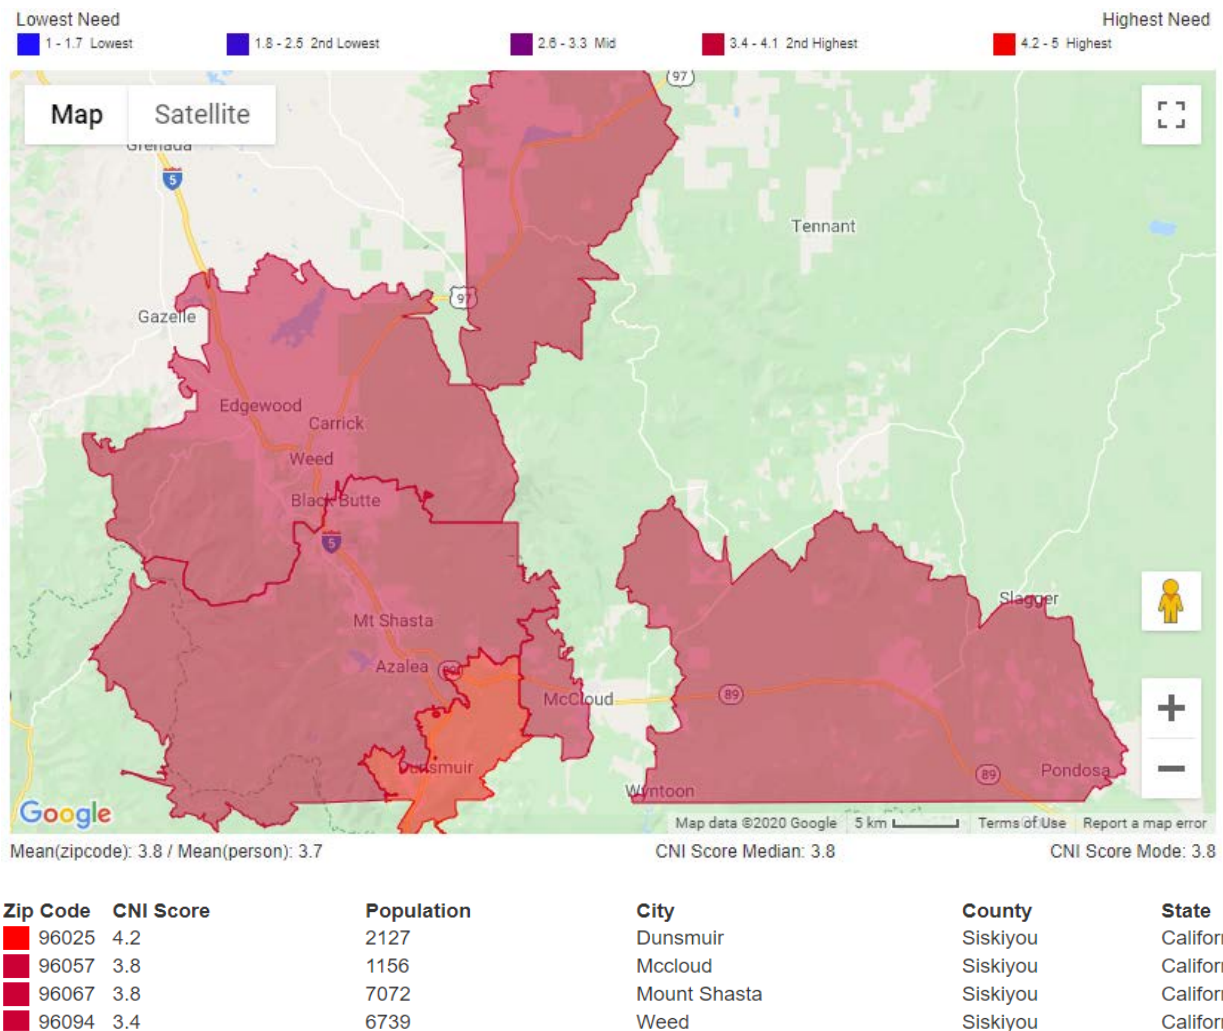 Lowest Need Highest Need
1 - 1.7 Lowest 1.8 - 2.5 2nd Lowest 2.6 - 3.3 Mid 3.4 - 4.1 2nd Highest 4.2 - 5 Highest
97
Map Satellite
Grenada
5
Tennant
97
Gazelle
Edgewood
Carrick
Weed
Black Butte
5
Slagger
Mt Shasta
Azalea
McCloud
89
Dunsmuir
89
Pondosa
Wyntoon
Google
Map data ©2020 Google 5 km Terms of Use Report a map error
Mean(zipcode): 3.8 / Mean(person): 3.7 CNI Score Median: 3.8 CNI Score Mode: 3.8
Zip Code CNI Score Population City County State
96025 4.2 2127 Dunsmuir Siskiyou Califor
96057 3.8 1156 Mccloud Siskiyou Califor
96067 3.8 7072 Mount Shasta Siskiyou Califor
96094 3.4 6739 Weed Siskiyou Califor